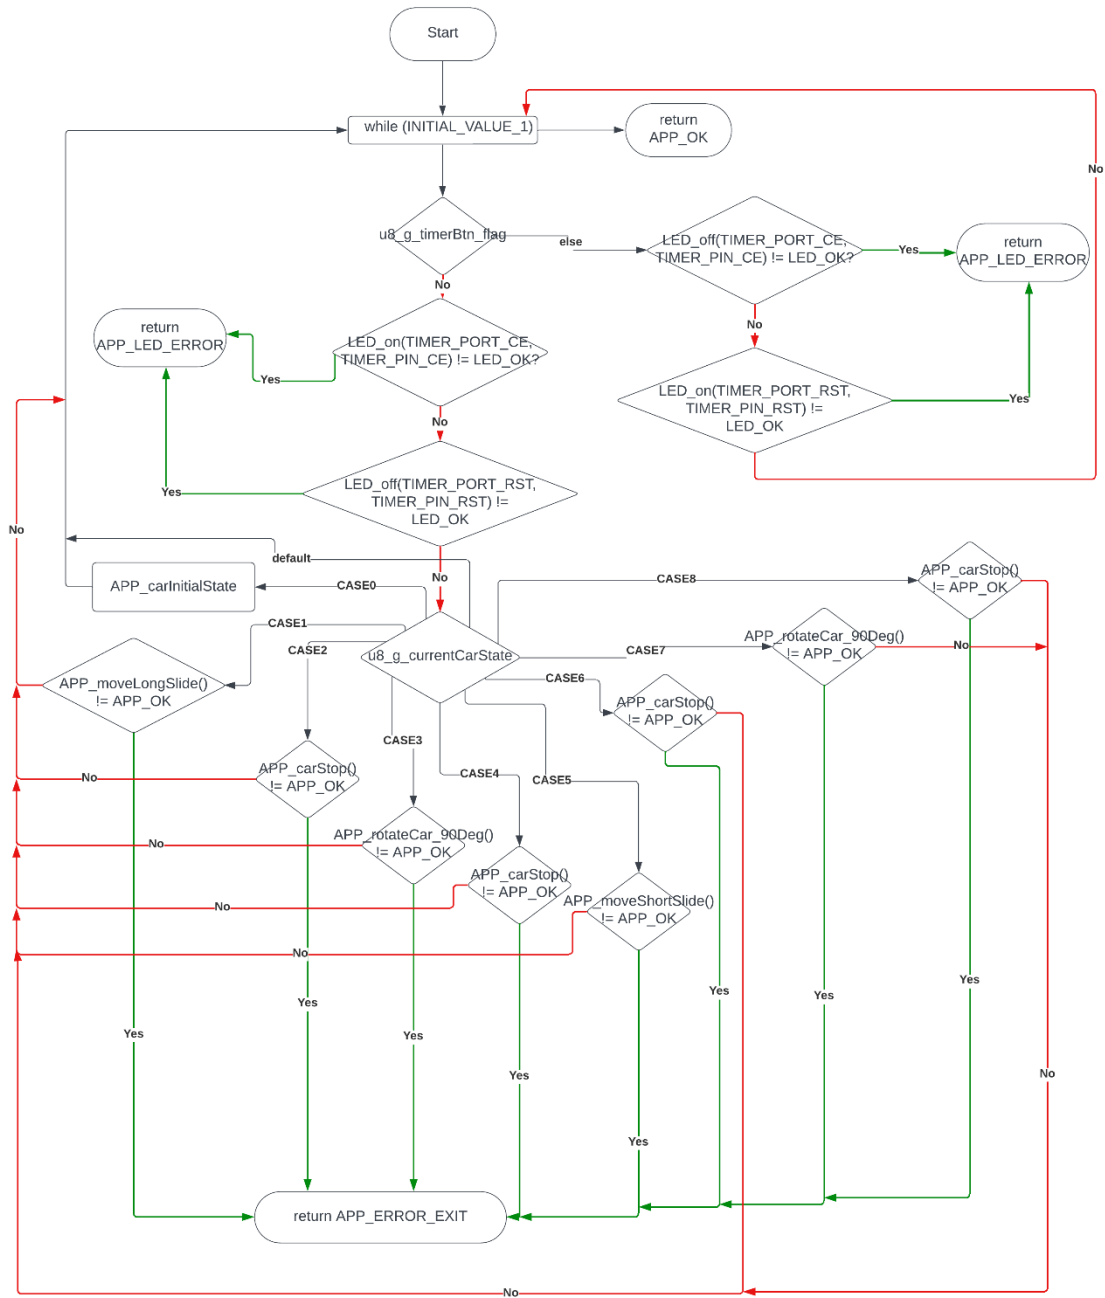 Start
while (INITIAL_VALUE_1)
return
APP_OK
No
u8_g_timerBtn_flag
else
LED_off(TIMER_PORT_CE,
TIMER_PIN_CE) != LED_OK?
Yes
return
APP_LED_ERROR
No
No
return
APP_LED_ERROR
LED_on(TIMER_PORT_CE,
TIMER_PIN_CE) != LED_OK?
Yes
LED_on(TIMER_PORT_RST,
TIMER_PIN_RST) !=
LED_OK
Yes
No
LED_off(TIMER_PORT_RST,
TIMER_PIN_RST) !=
LED_OK
Yes
No
default
No
APP_carInitialState
CASE0
CASE8
APP_carStop()
!= APP_OK
CASE1
CASE2
u8_g_currentCarState
CASE7
APP_rotateCar_90Deg()
!= APP_OK
No
APP_moveLongSlide()
!= APP_OK
CASE6
APP_carStop()
!= APP_OK
CASE3
CASE4
CASE5
APP_carStop()
!= APP_OK
No
APP_rotateCar_90Deg()
!= APP_OK
No
APP_carStop()
!= APP_OK
No
APP_moveShortSlide()
!= APP_OK
No
Yes
Yes
Yes
Yes
Yes
Yes
Yes
No
Yes
return APP_ERROR_EXIT
No